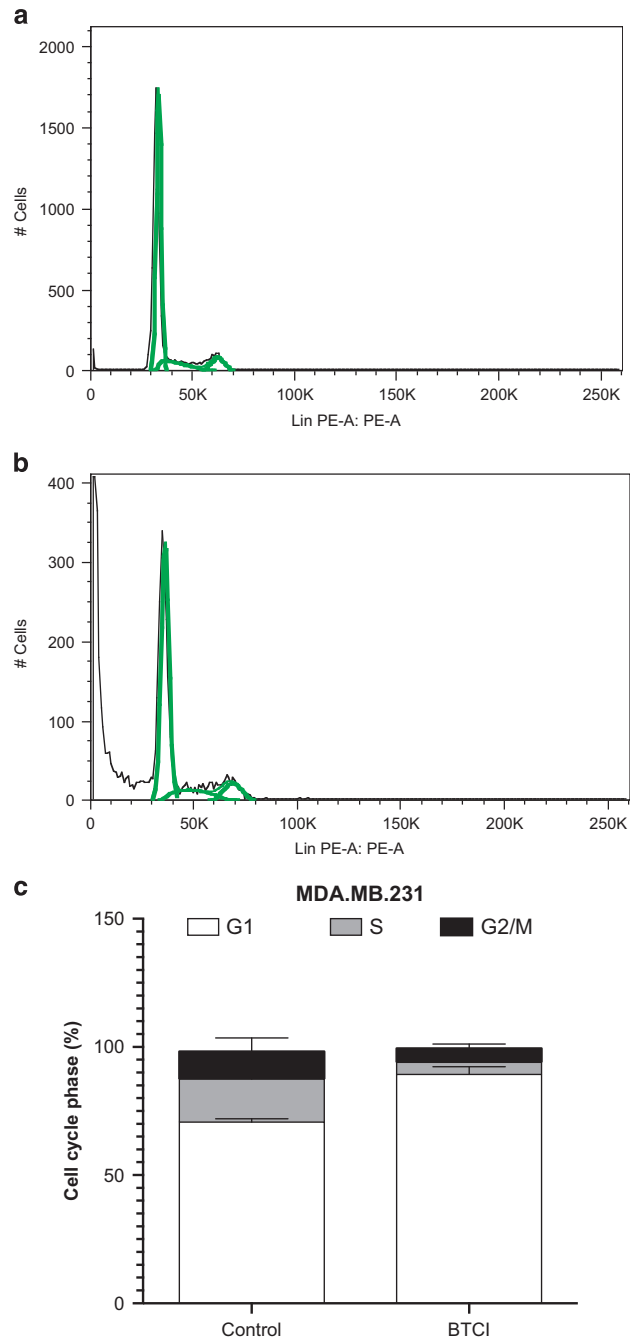 a
2000
1500
1000
500
0
# Cells
0 50K 100K 150K 200K 250K
Lin PE-A: PE-A
b
400
300
200
100
0
# Cells
0 50K 100K 150K 200K 250K
Lin PE-A: PE-A
c
MDA.MB.231
G1 S G2/M
150
100
50
0
Cell cycle phase (%)
Control BTCI